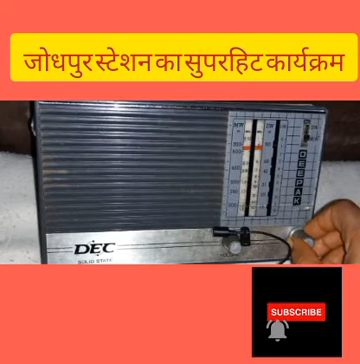 जोधपुर स्टेशन का सुपरहिट कार्यक्रम
DEEPAK
DEC
SOLID STATE
SUBSCRIBE